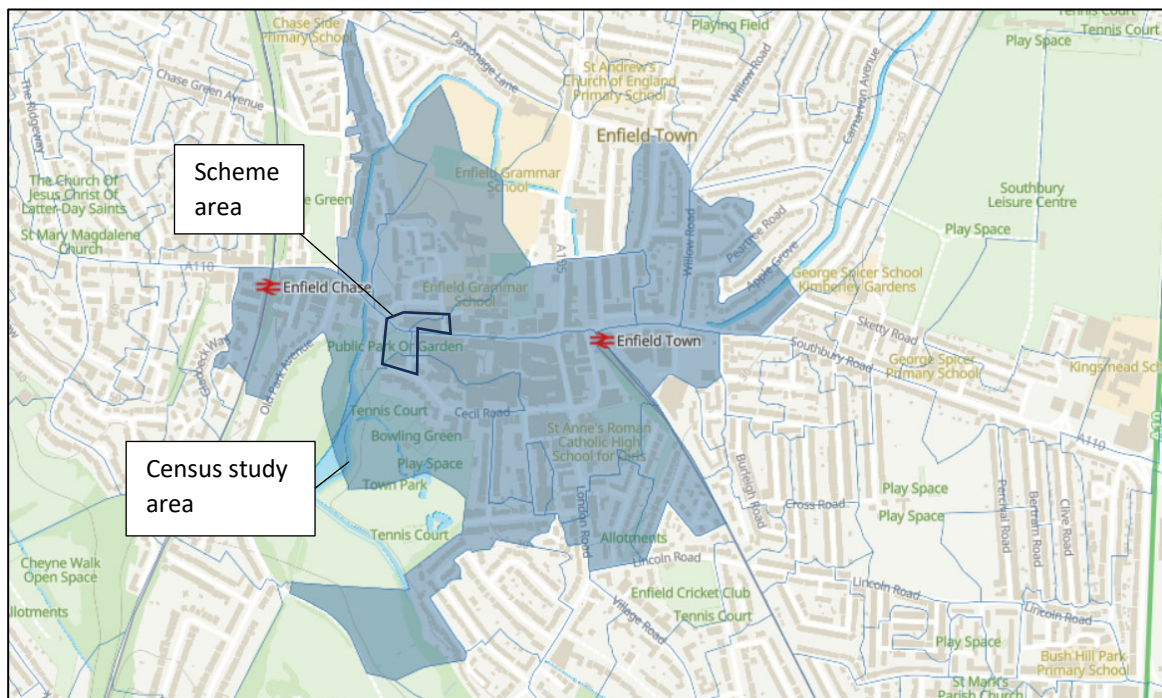 Chase Side
Primary School
Parsonage Lane
Playing Field
Tennis Court
Play Space
Tennis Court
The Ridgeway
Chase Green Avenue
St Andrew's
Church of England
Primary School
Willow Road
Carnarvon Avenue
Enfield Town
Scheme
area
Enfield Grammar
School
The Church Of
Jesus Christ Of
Latter-Day Saints
St Mary Magdalene
Church
Green
Southbury
Leisure Centre
Play Space
A110
A105
Willow Road
Peartree Road
Apple Grove
George Spicer School
Kimberley Gardens
Enfield Chase
Enfield Grammar
School
Enfield Town
Public Park Or Garden
Old Park Avenue
Sketty Road
Southbury Road
George Spicer
Primary School
Kingsmead Sch
A10
Tennis Court
Cecil Road
Bowling Green
St Anne's Roman
Catholic High
School for Girls
A110
Census study
area
Play Space
Town Park
Tennis Court
London Road
Burleigh Road
Cross Road
Play Space
Play Space
Percival Road
Bertram Road
Clive Road
Allotments
Lincoln Road
Cheyne Walk
Open Space
Allotments
Enfield Cricket Club
Tennis Court
Village Road
Lincoln Road
Lincoln Road
Play Space
Bush Hill Park
Primary School
St Mark's
Parish Church